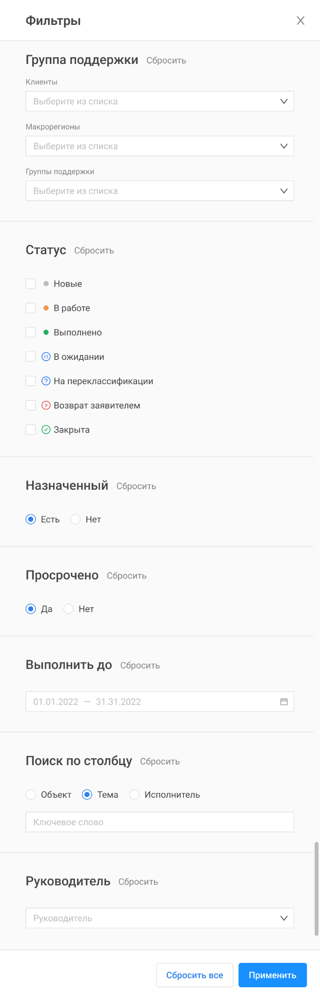 Фильтры
Группа поддержки Сбросить
Клиенты
Выберите из списка
Макрорегионы
Выберите из списка
Группы поддержки
Выберите из списка
Статус Сбросить
Новые
В работе
Выполнено
В ожидании
На переклассификации
Возврат заявителем
Закрыта
Назначенный Сбросить
Есть Нет
Просрочено Сбросить
Да Нет
Выполнить до Сбросить
01.01.2022 — 31.31.2022
Поиск по столбцу Сбросить
Объект Тема Исполнитель
Ключевое слово
Руководитель Сбросить
Руководитель
Сбросить все Применить